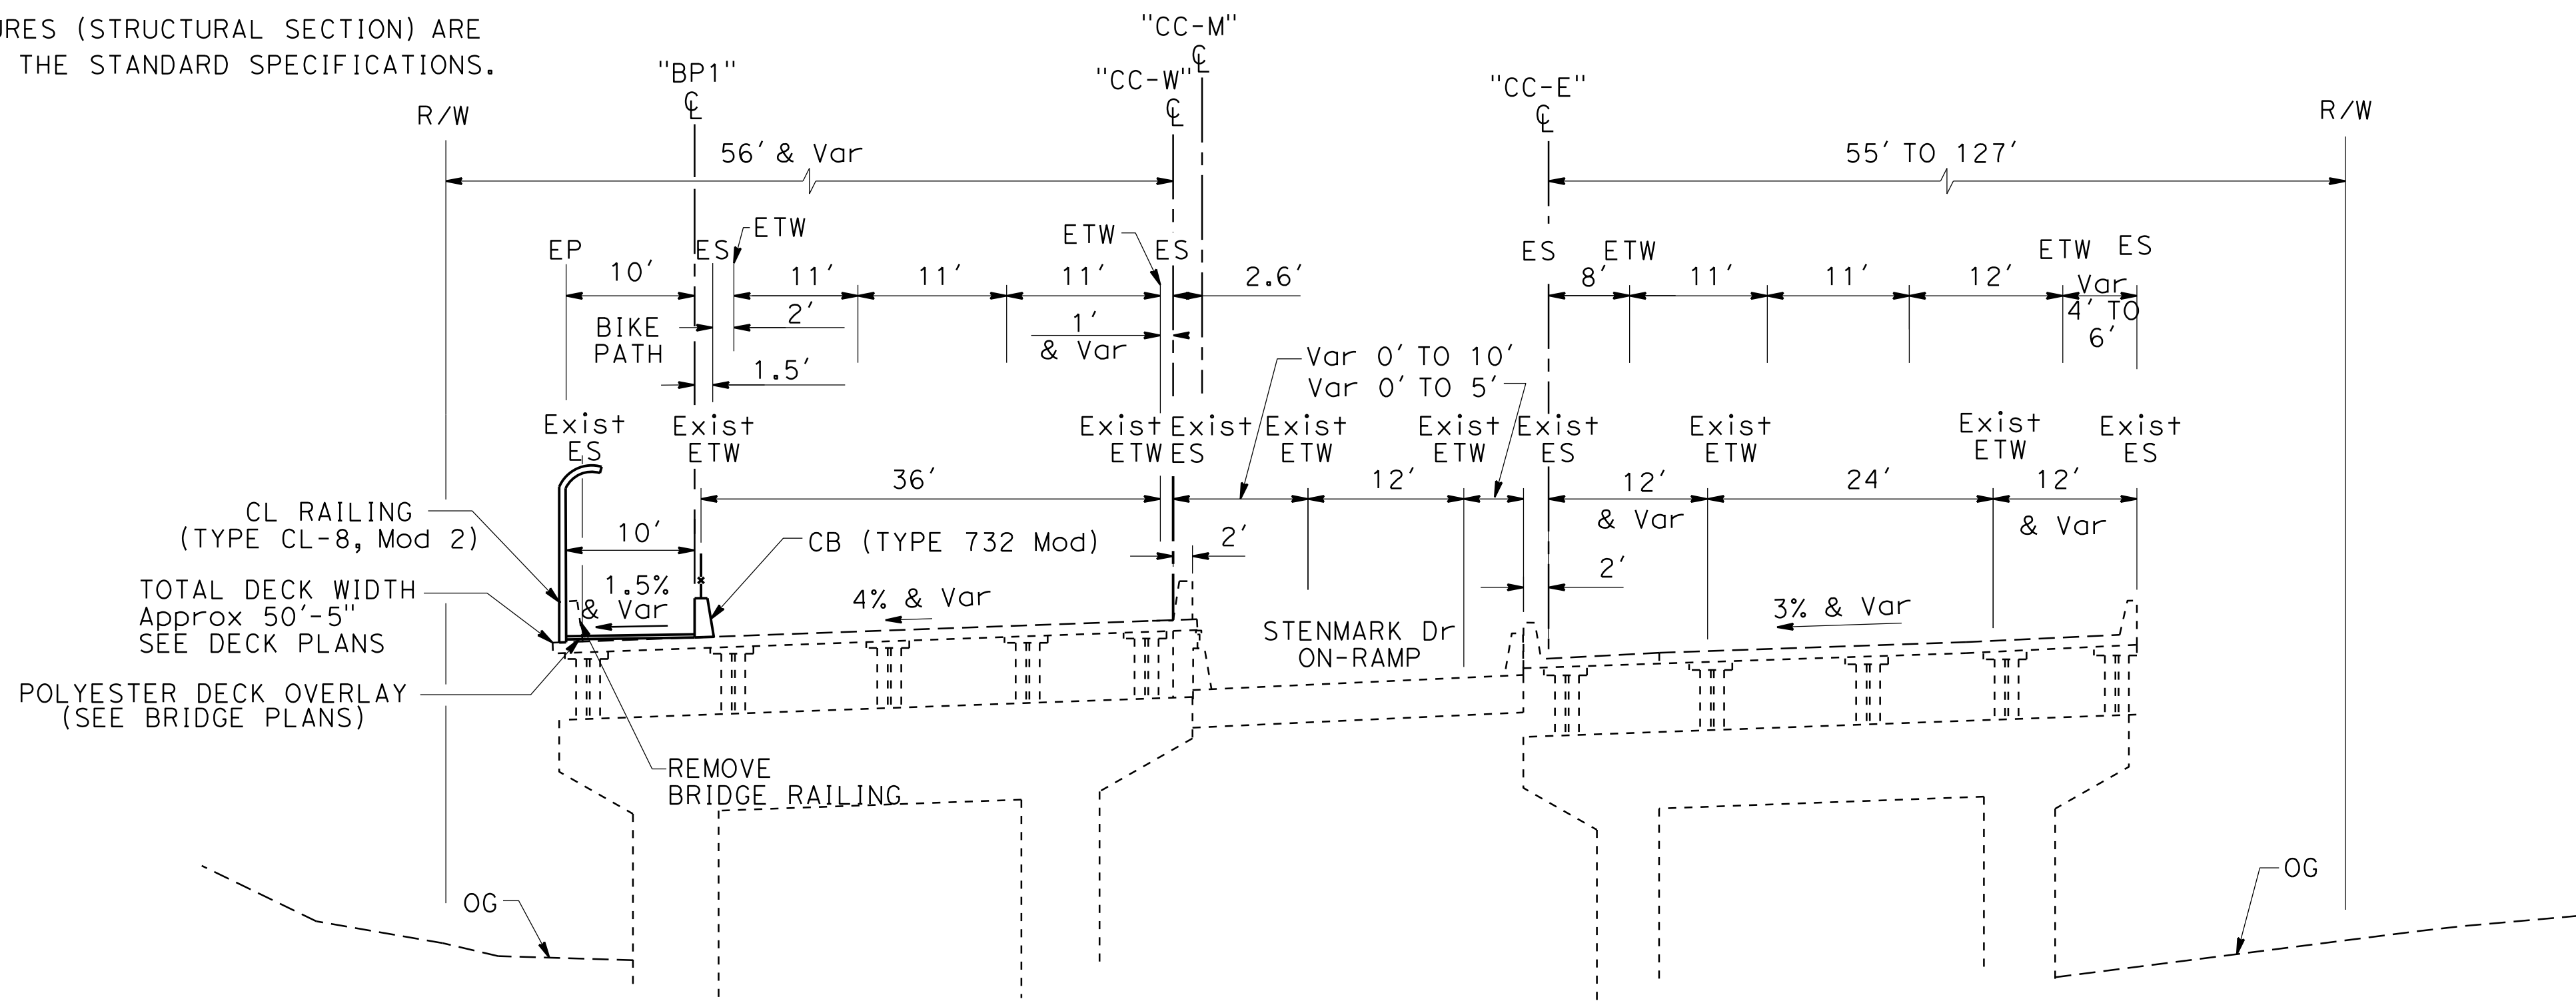 URES (STRUCTURAL SECTION) ARE
THE STANDARD SPECIFICATIONS.
"CC-M"
℄
"BP1"
℄
"CC-W"
℄
"CC-E"
℄
R/W
R/W
56' & Var
55' TO 127'
EP
ES
ETW
ETW
ES
ES
ETW
ETW
ES
10'
11'
11'
11'
2.6'
8'
11'
11'
12'
Var
4' TO
6'
BIKE
PATH
2'
1'
& Var
1.5'
Var 0' TO 10'
Var 0' TO 5'
Exist
ES
Exist
ETW
Exist
ETW
Exist
ES
Exist
ETW
Exist
ETW
Exist
ES
Exist
ETW
Exist
ETW
Exist
ES
36'
12'
12'
& Var
24'
12'
& Var
CL RAILING
(TYPE CL-8, Mod 2)
10'
CB (TYPE 732 Mod)
2'
2'
TOTAL DECK WIDTH
Approx 50'-5"
SEE DECK PLANS
1.5%
& Var
4% & Var
3% & Var
STENMARK Dr
ON-RAMP
POLYESTER DECK OVERLAY
(SEE BRIDGE PLANS)
REMOVE
BRIDGE RAILING
OG
OG